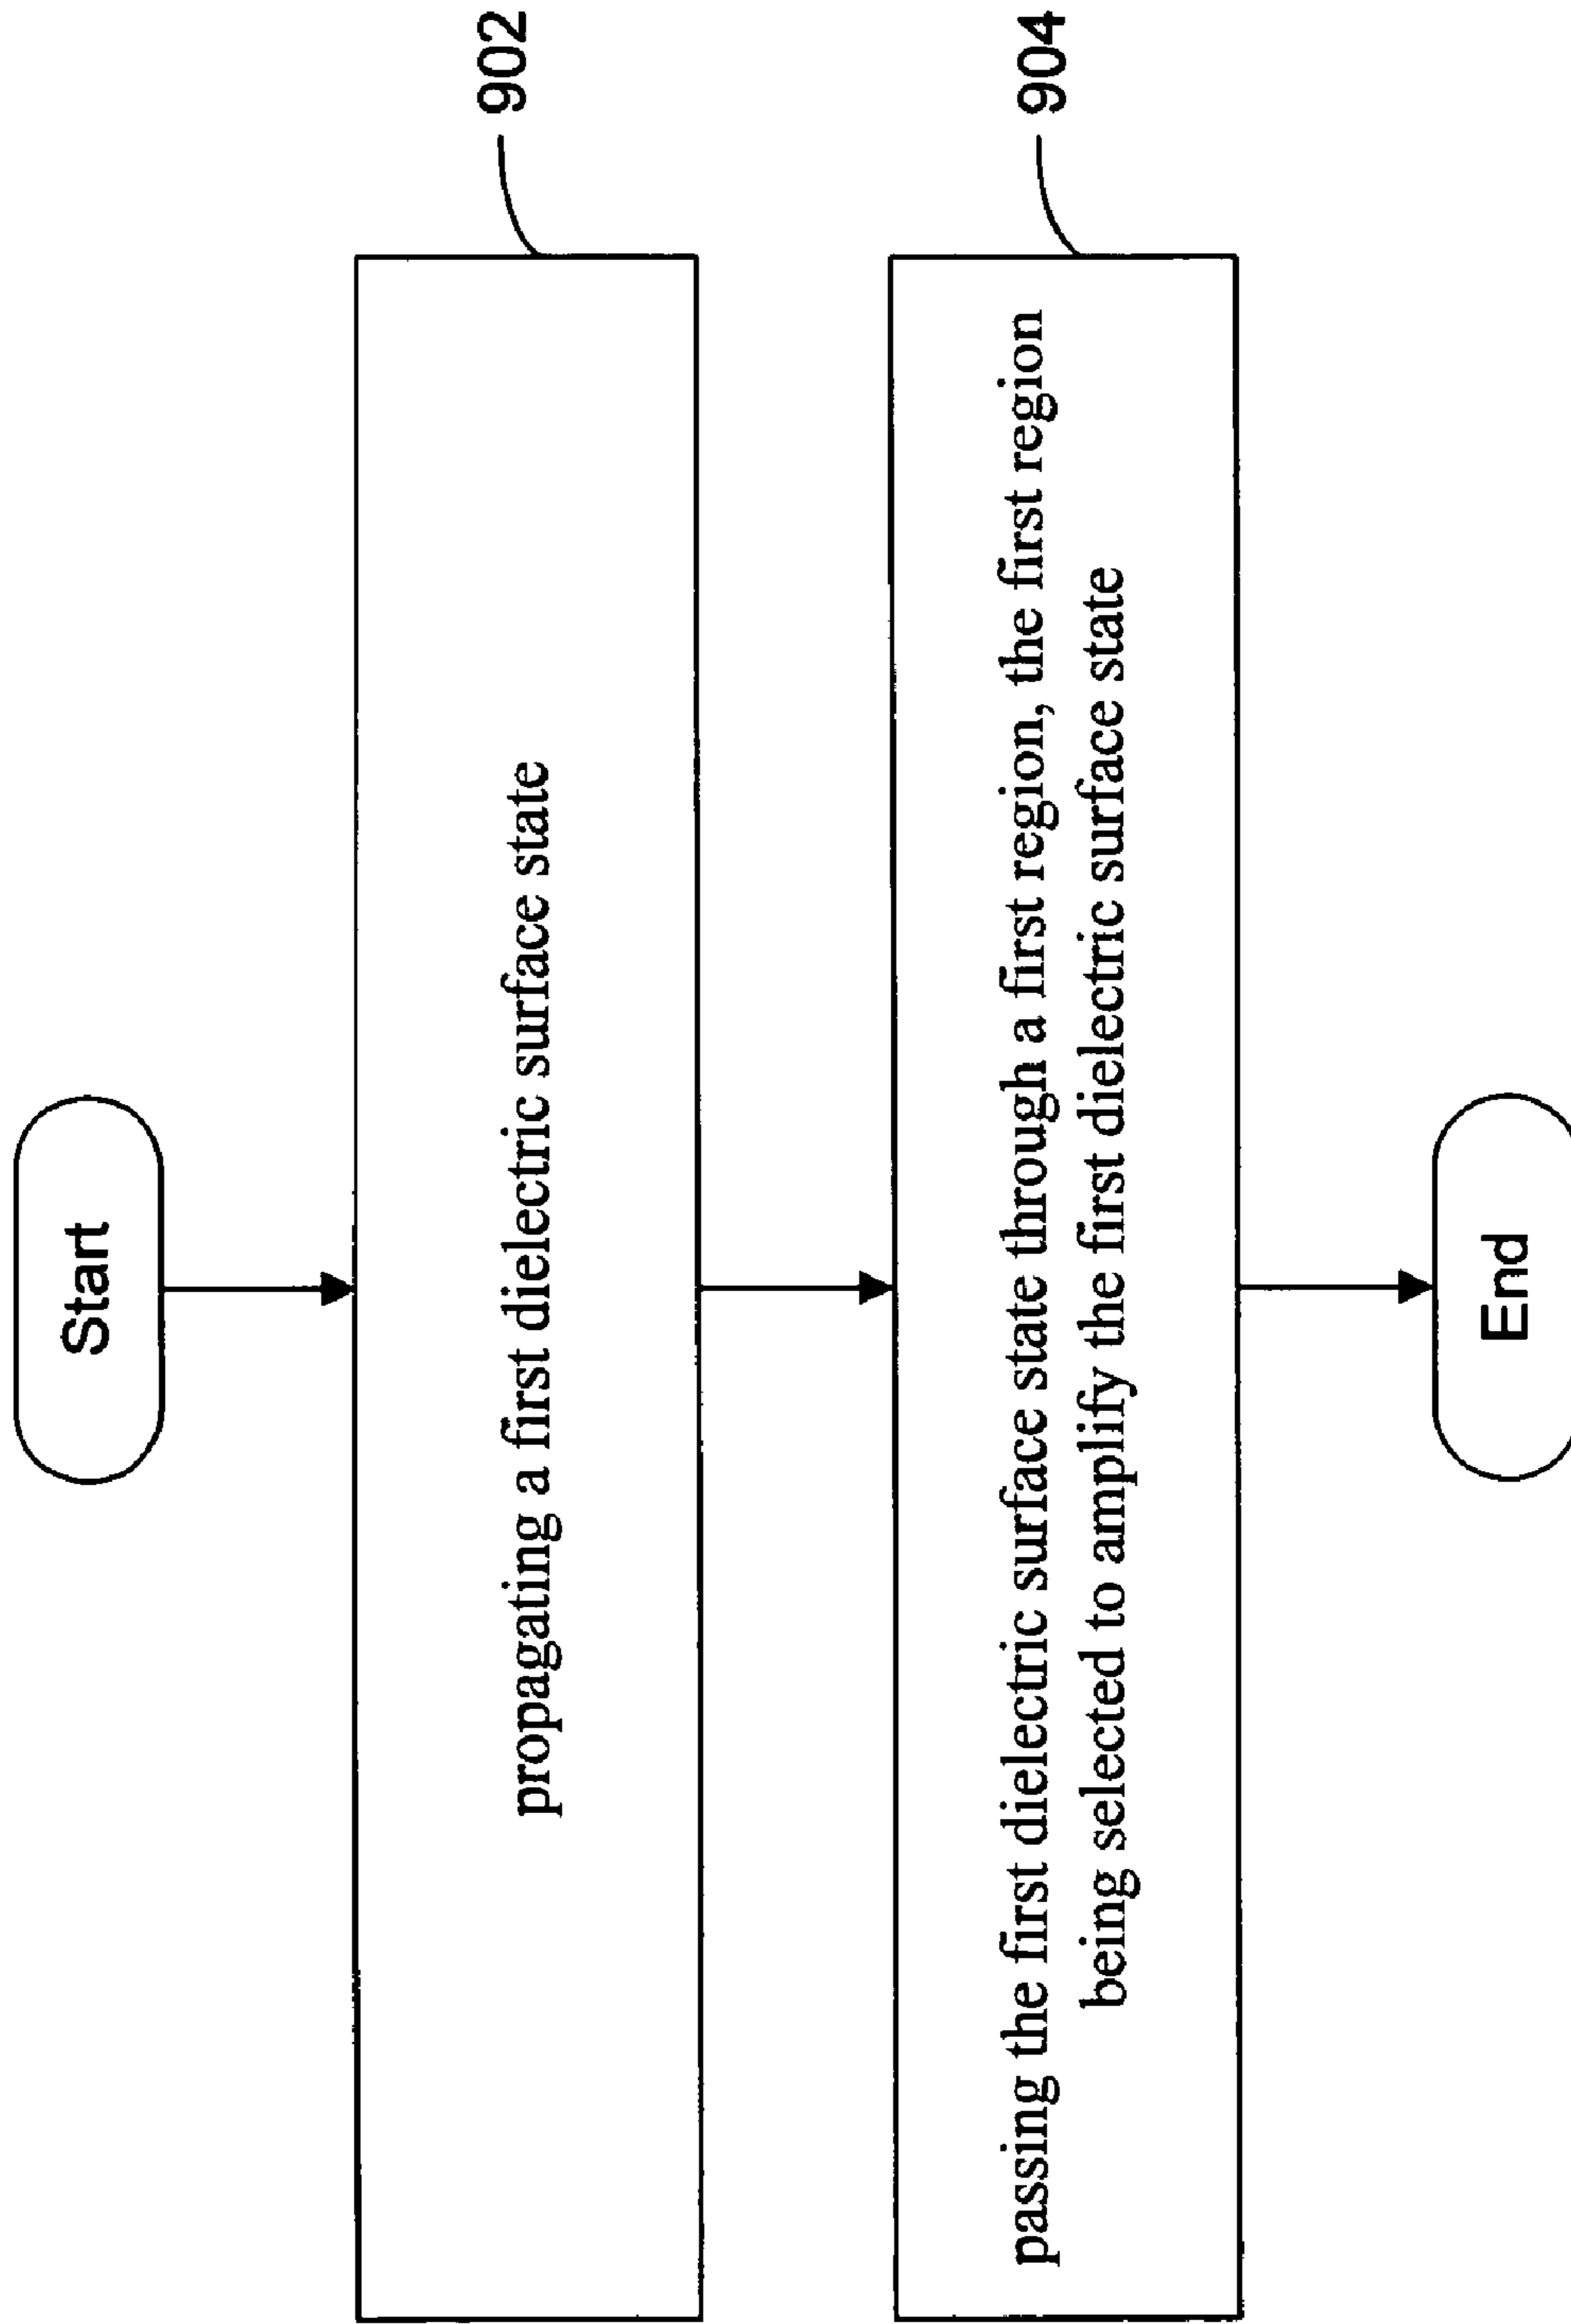 Start
902
propagating a first dielectric surface state
904
passing the first dielectric surface state through a first region, the first region
being selected to amplify the first dielectric surface state
End